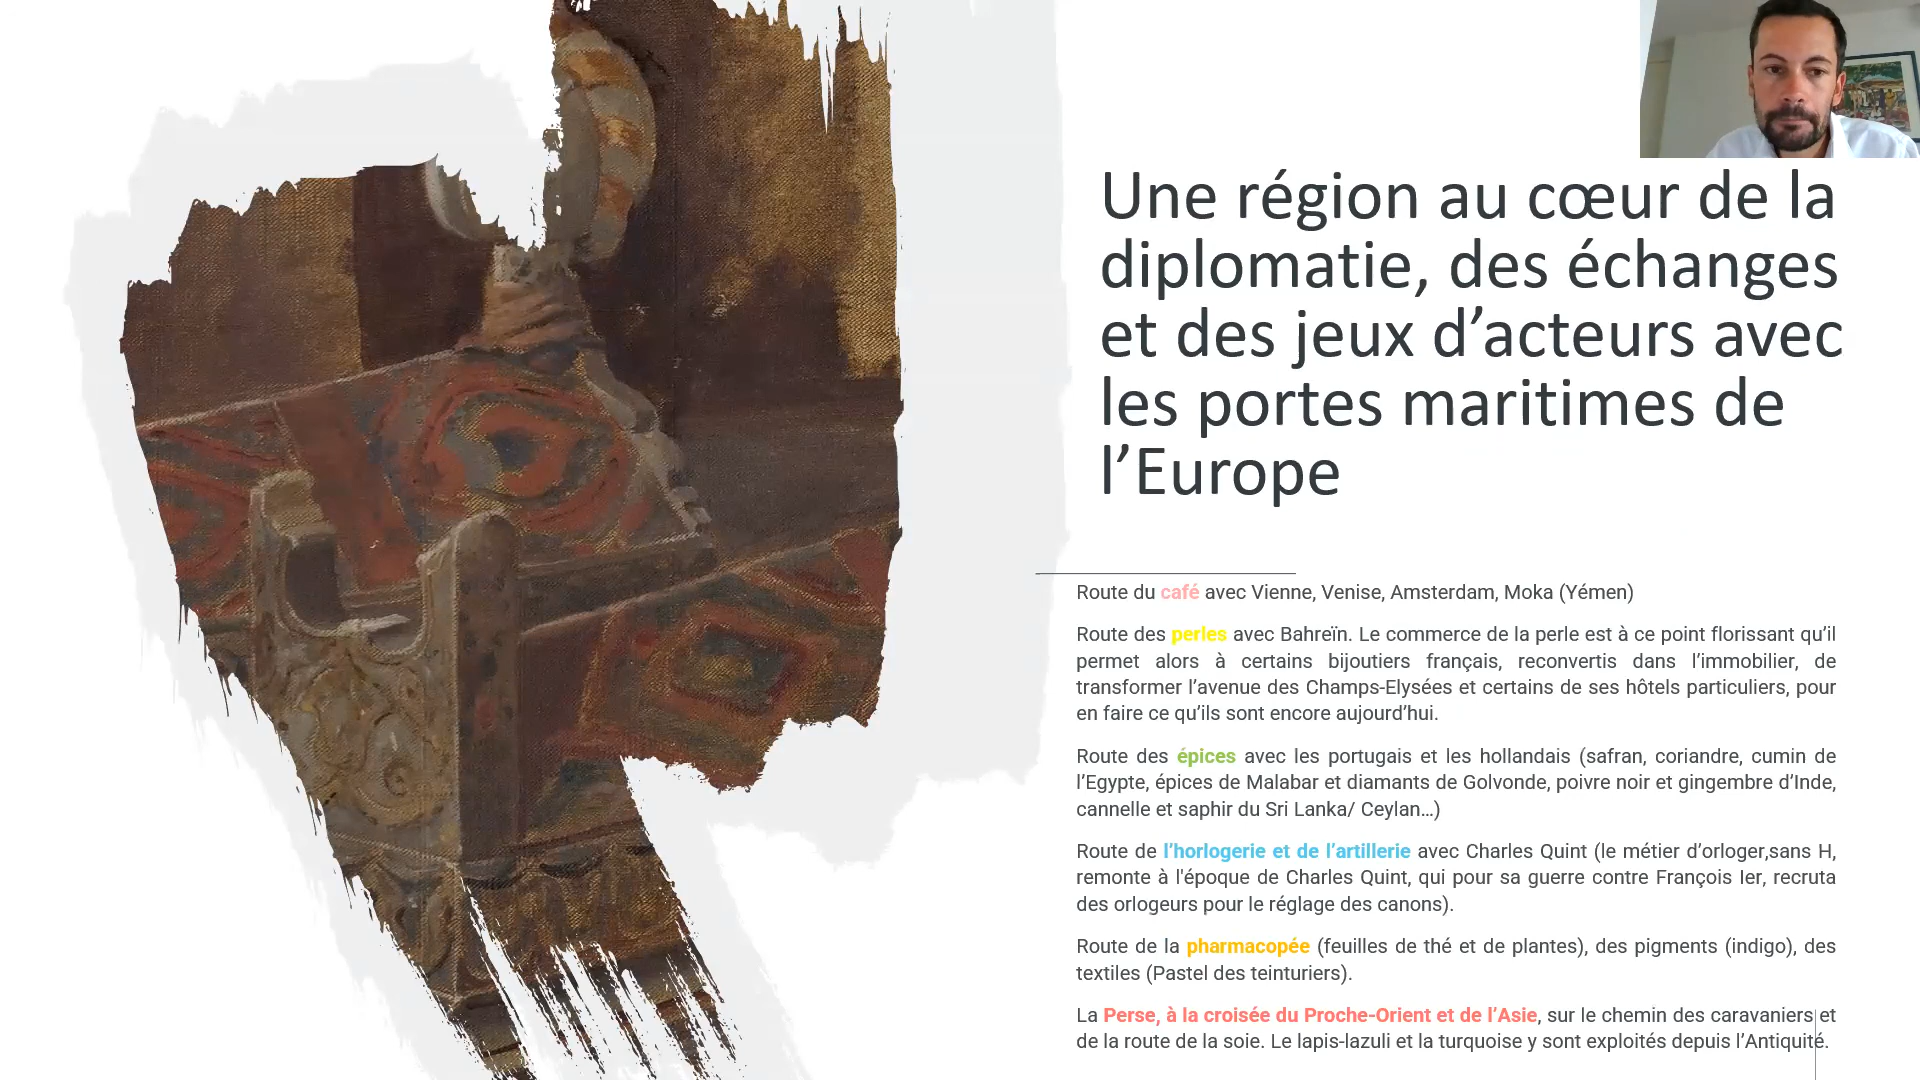 Une région au cœur de la
diplomatie, des échanges
et des jeux d’acteurs avec
les portes maritimes de
l’Europe
Route du café avec Vienne, Venise, Amsterdam, Moka (Yémen)
Route des perles avec Bahreïn. Le commerce de la perle est à ce point florissant qu’il
permet alors à certains bijoutiers français, reconvertis dans l’immobilier, de
transformer l’avenue des Champs-Elysées et certains de ses hôtels particuliers, pour
en faire ce qu’ils sont encore aujourd’hui.
Route des épices avec les portugais et les hollandais (safran, coriandre, cumin de
l’Egypte, épices de Malabar et diamants de Golvonde, poivre noir et gingembre d’Inde,
cannelle et saphir du Sri Lanka/ Ceylan…)
Route de l’horlogerie et de l’artillerie avec Charles Quint (le métier d’orloger,sans H,
remonte à l'époque de Charles Quint, qui pour sa guerre contre François Ier, recruta
des orlogeurs pour le réglage des canons).
Route de la pharmacopée (feuilles de thé et de plantes), des pigments (indigo), des
textiles (Pastel des teinturiers).
La Perse, à la croisée du Proche-Orient et de l’Asie, sur le chemin des caravaniers et
de la route de la soie. Le lapis-lazuli et la turquoise y sont exploités depuis l’Antiquité.